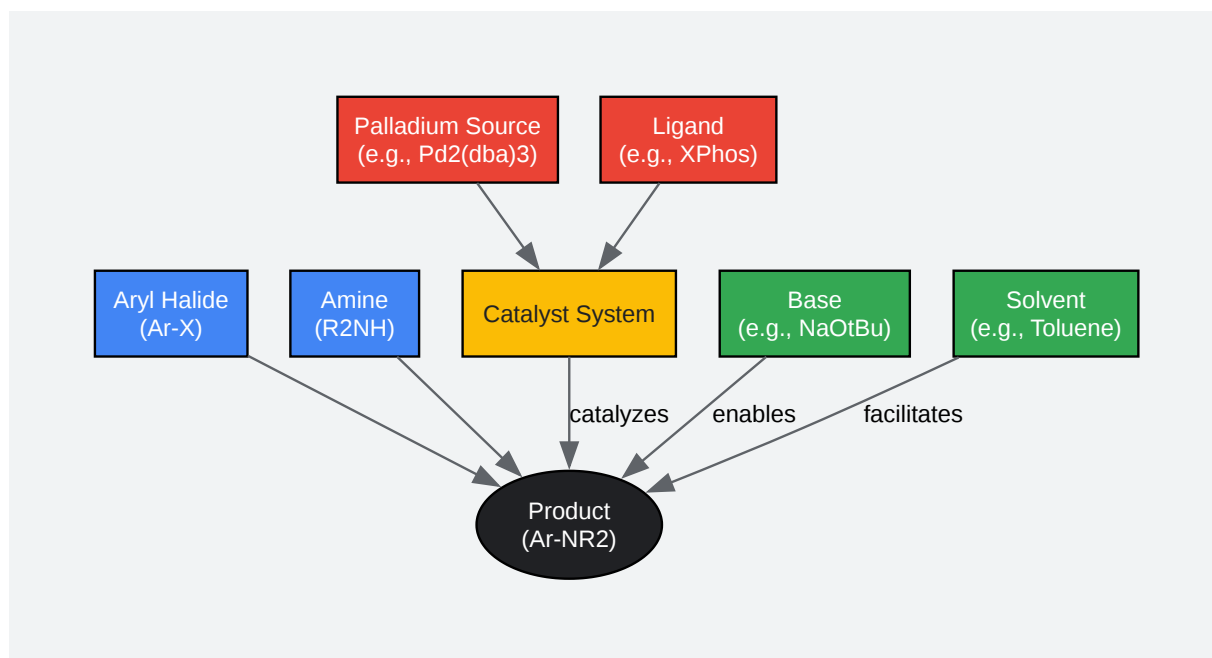 Palladium Source
(e.g., Pd2(dba)3)
Ligand
(e.g., XPhos)
Aryl Halide
(Ar-X)
Amine
(R2NH)
Catalyst System
Base
(e.g., NaOtBu)
Solvent
(e.g., Toluene)
catalyzes
enables
facilitates
Product
(Ar-NR2)